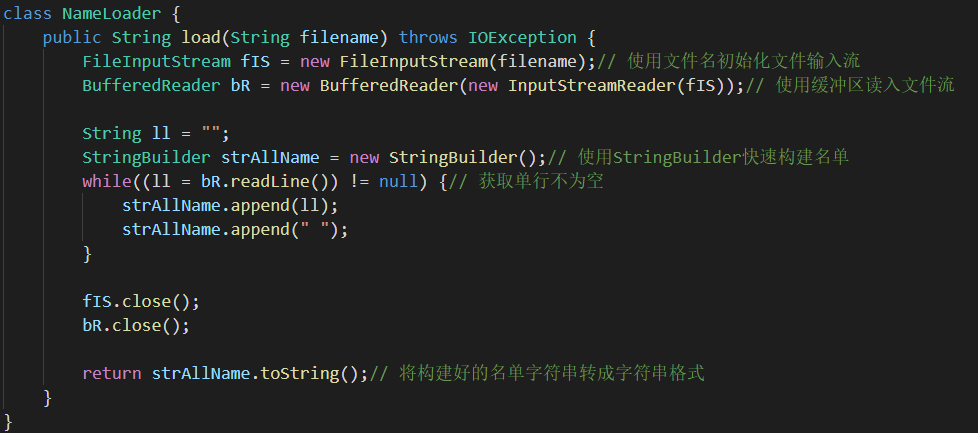 class NameLoader {
    public String load(String filename) throws IOException {
        FileInputStream fIS = new FileInputStream(filename);// 使用文件名初始化文件输入流
        BufferedReader bR = new BufferedReader(new InputStreamReader(fIS));// 使用缓冲区读入文件流
        String ll = "";
        StringBuilder strAllName = new StringBuilder();// 使用StringBuilder快速构建名单
        while((ll = bR.readLine()) != null) {// 获取单行不为空
            strAllName.append(ll);
            strAllName.append(" ");
        }
        fIS.close();
        bR.close();
        return strAllName.toString();// 将构建好的名单字符串转成字符串格式
    }
}